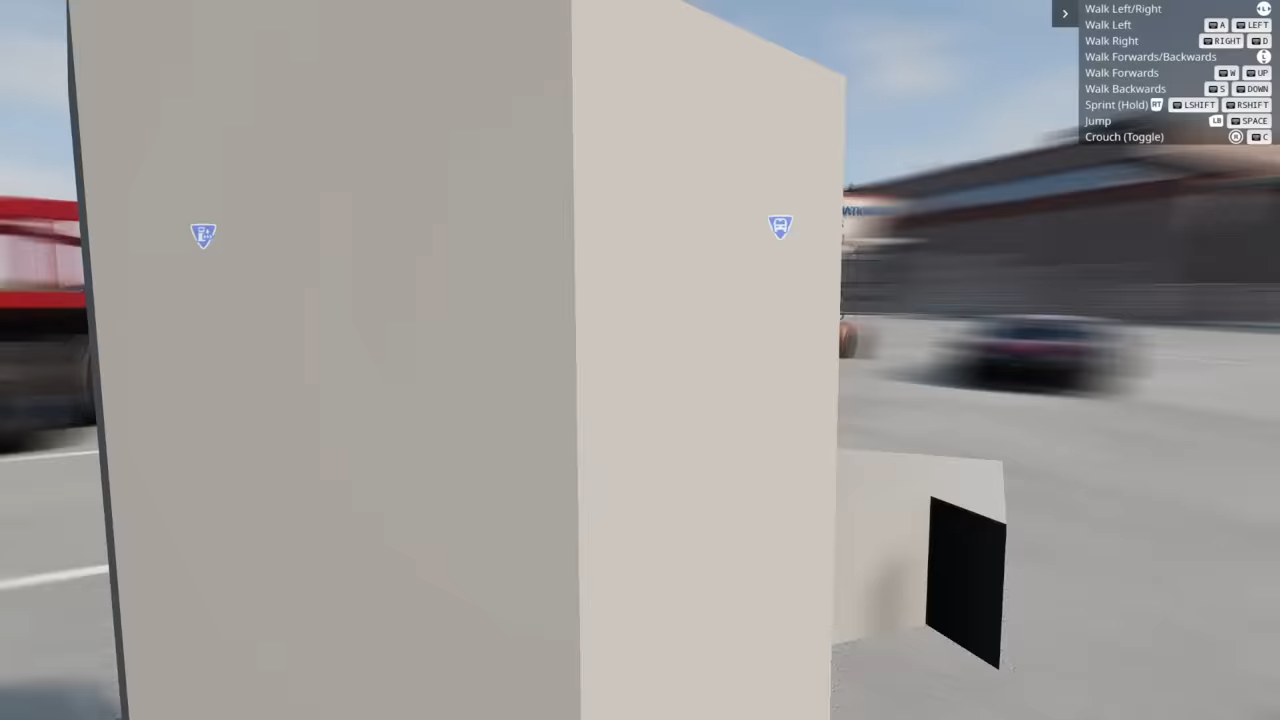 Walk Left/Right L
Walk Left A LEFT
Walk Right RIGHT D
Walk Forwards/Backwards L
Walk Forwards W UP
Walk Backwards S DOWN
Sprint (Hold) RT LSHIFT RSHIFT
Jump LB SPACE
Crouch (Toggle) R C